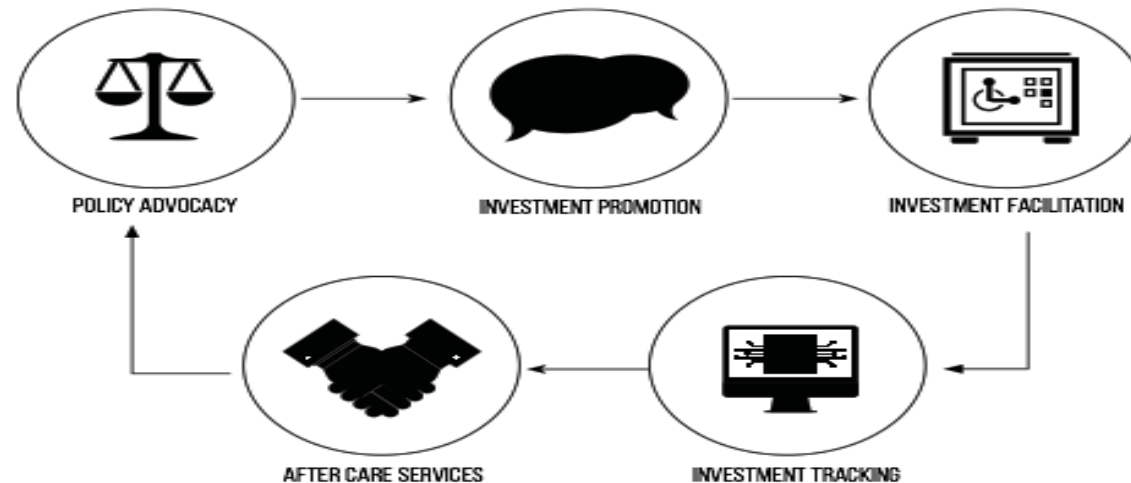 POLICY ADVOCACY
INVESTMENT PROMOTION
INVESTMENT FACILITATION
AFTER CARE SERVICES
INVESTMENT TRACKING